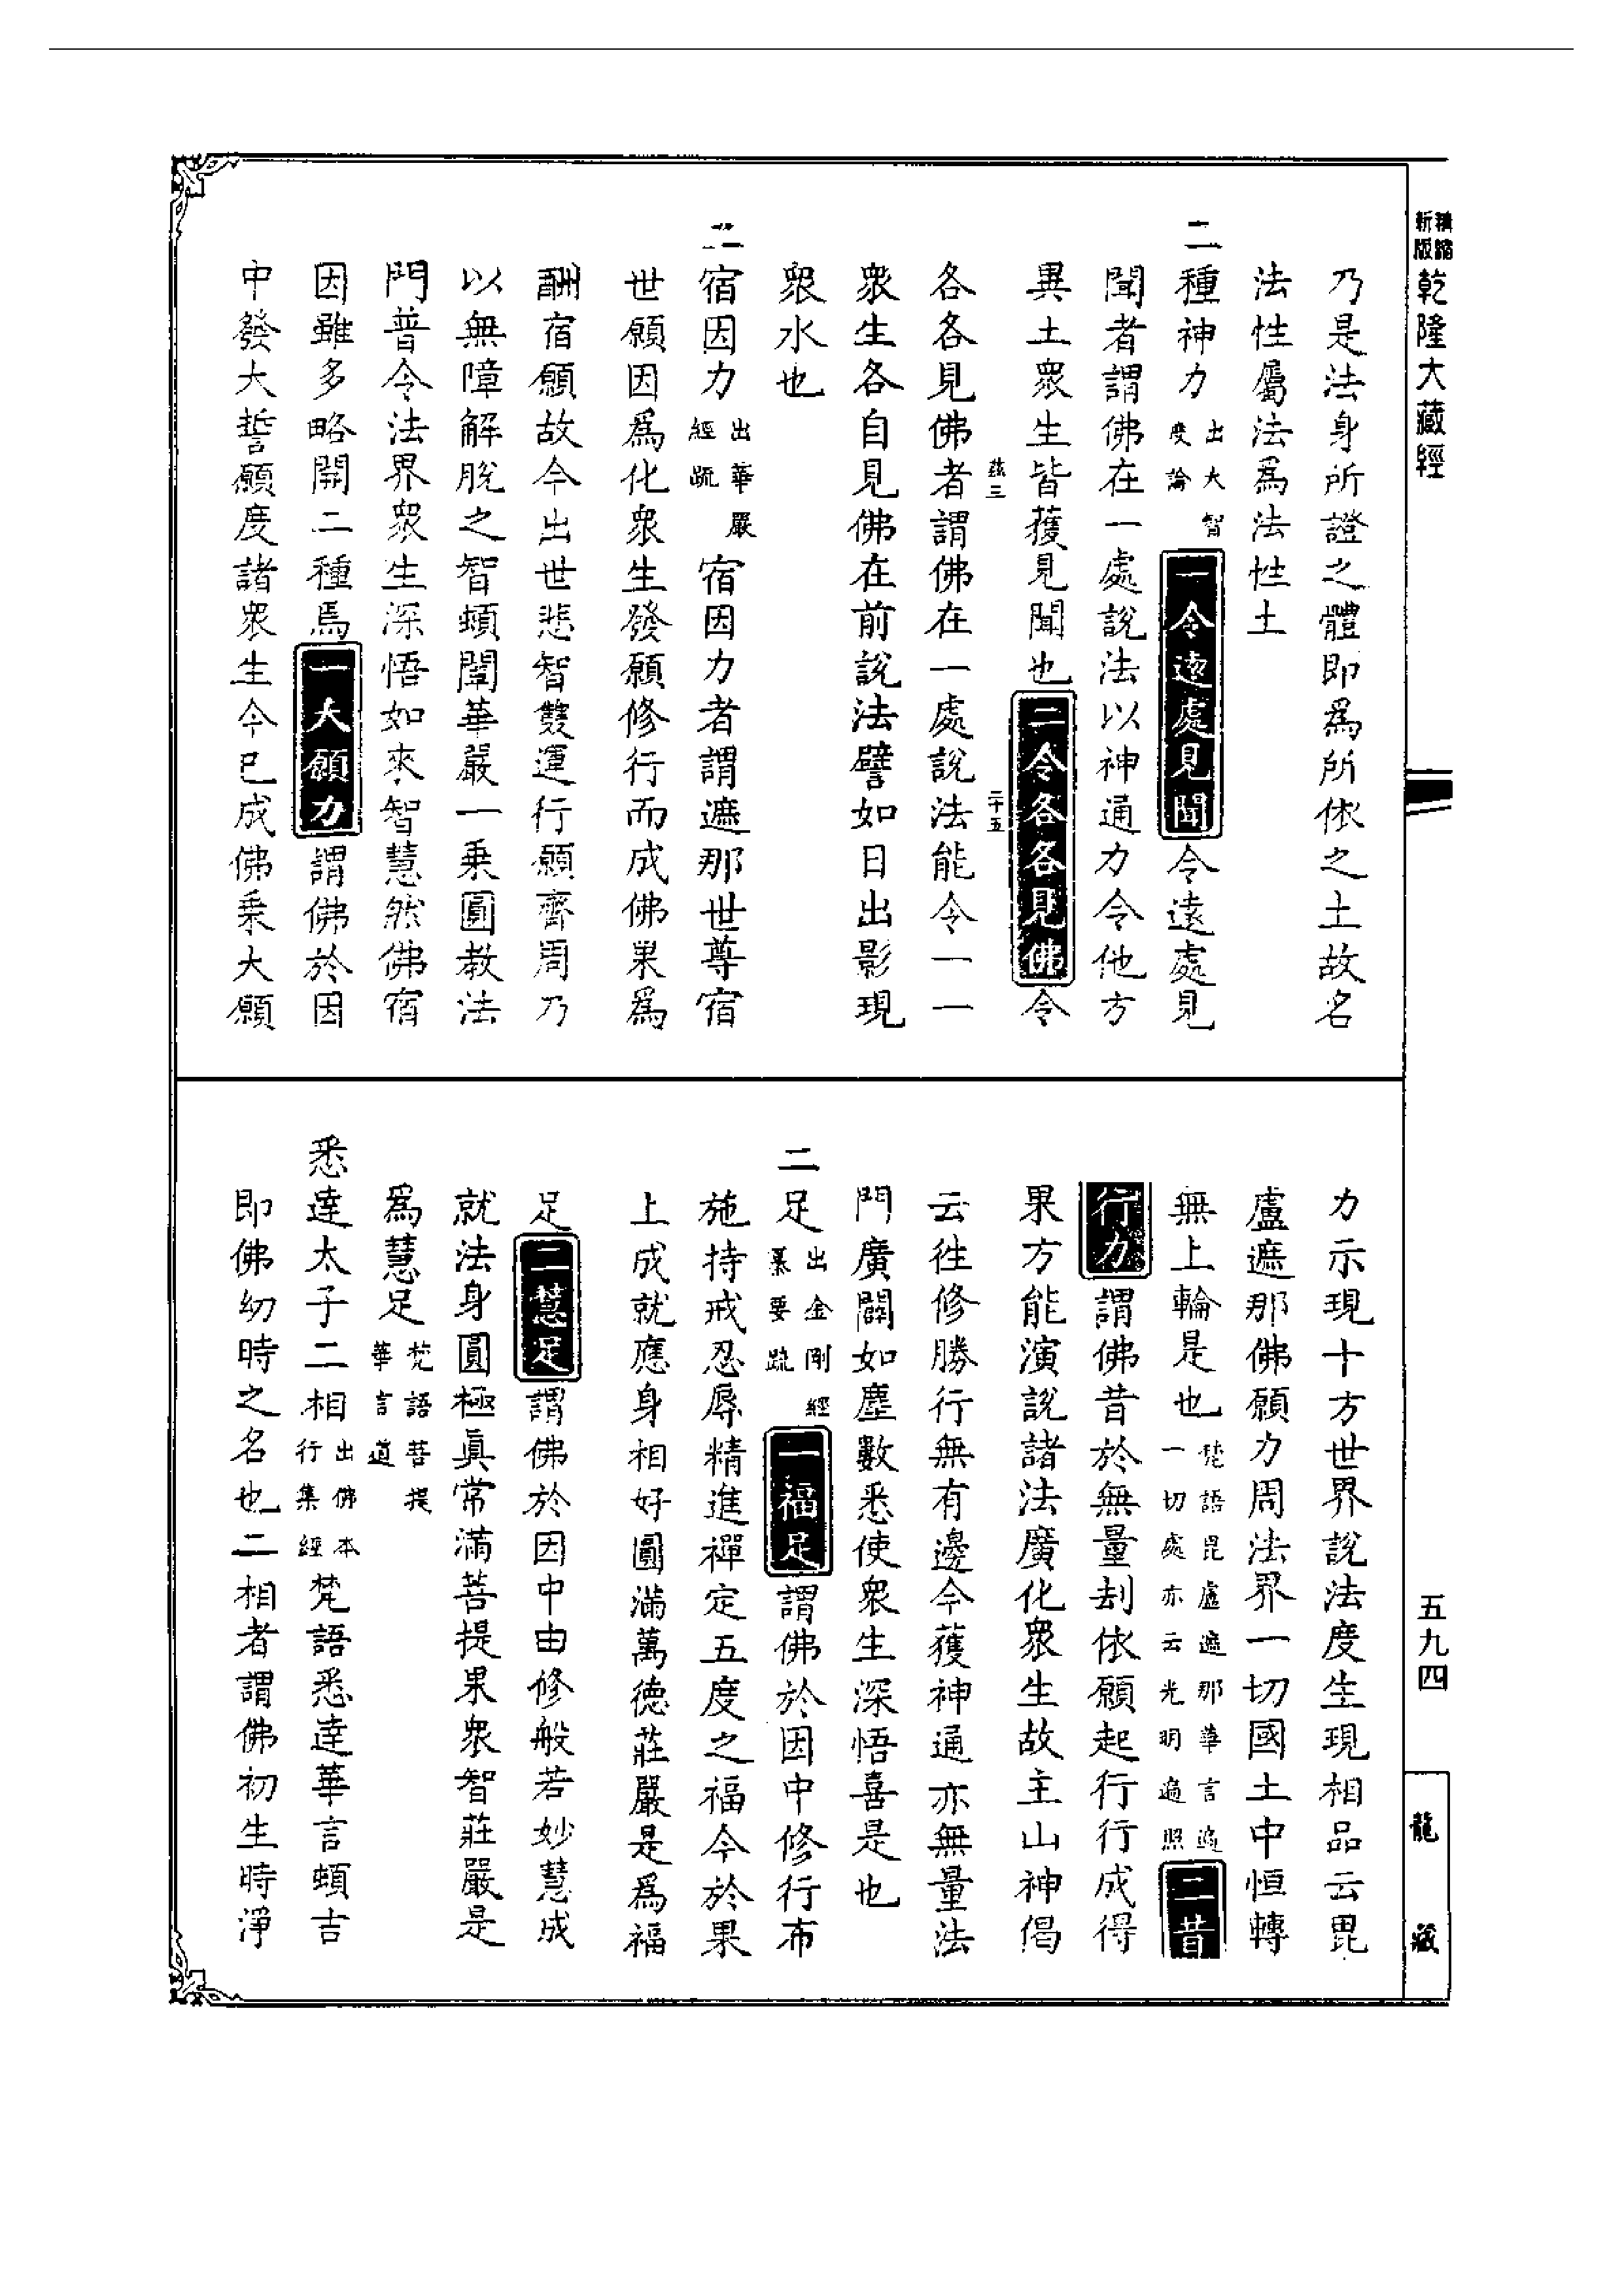 新版 精縮 乾隆大藏經
乃是法身所證之體即爲所依之土故名
法性屬法爲法性土
二種神力 出大智度論 一令遠處見聞 令遠處見
聞者謂佛在一處說法以神通力令他方
異土衆生皆獲見聞也 二令各各見佛 令
茲三 二十五
各各見佛者謂佛在一處說法能令一一
衆生各自見佛在前說法譬如日出影現
衆水也
二宿因力 出華嚴經疏 宿因力者謂遮那世尊宿
世願因爲化衆生發願修行而成佛果爲
酬宿願故今出世悲智雙運行願齊周乃
以無障解脫之智頓闡華嚴一乘圓教法
門普令法界衆生深悟如來智慧然佛宿
因雖多略開二種焉 一大願力 謂佛於因
中發大誓願度諸衆生今已成佛乘大願
力示現十方世界說法度生現相品云毘
盧遮那佛願力周法界一切國土中恒轉
無上輪是也 梵語毘盧遮那華言遍一切處亦云光明遍照 二昔
行力 謂佛昔於無量刦依願起行行成得
果方能演說諸法廣化衆生故主山神偈
云往修勝行無有邊今獲神通亦無量法
門廣闢如塵數悉使衆生深悟喜是也
二足 出金剛經纂要疏 一福足 謂佛於因中修行布
施持戒忍辱精進禪定五度之福今於果
上成就應身相好圓滿萬德莊嚴是爲福
足 二慧足 謂佛於因中由修般若妙慧成
就法身圓極眞常滿菩提果衆智莊嚴是
爲慧足 梵語菩提華言道
悉達太子二相 出佛本行集經 梵語悉達華言頓吉
即佛幼時之名也二相者謂佛初生時淨
五九四
龍藏